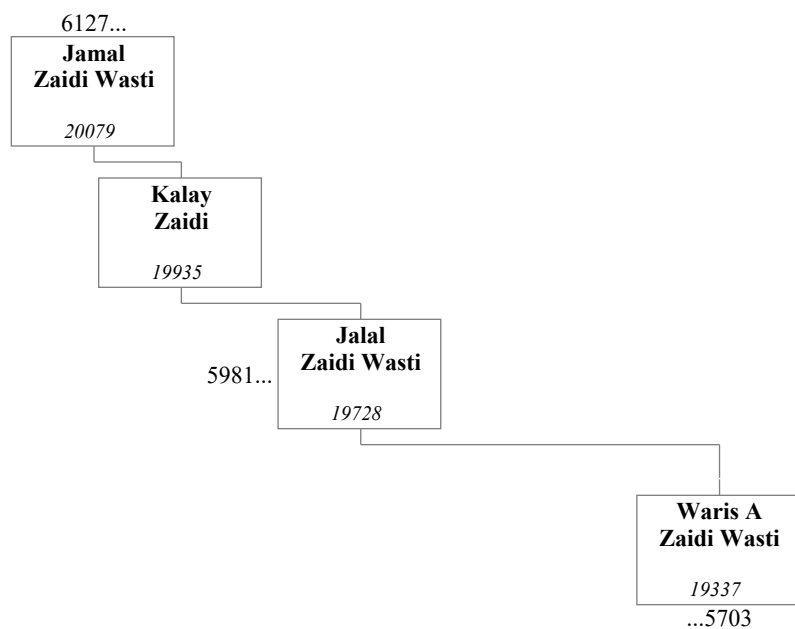 6127...
Jamal
Zaidi Wasti
20079
Kalay
Zaidi
19935
Jalal
Zaidi Wasti
5981...
19728
Waris A
Zaidi Wasti
19337
...5703